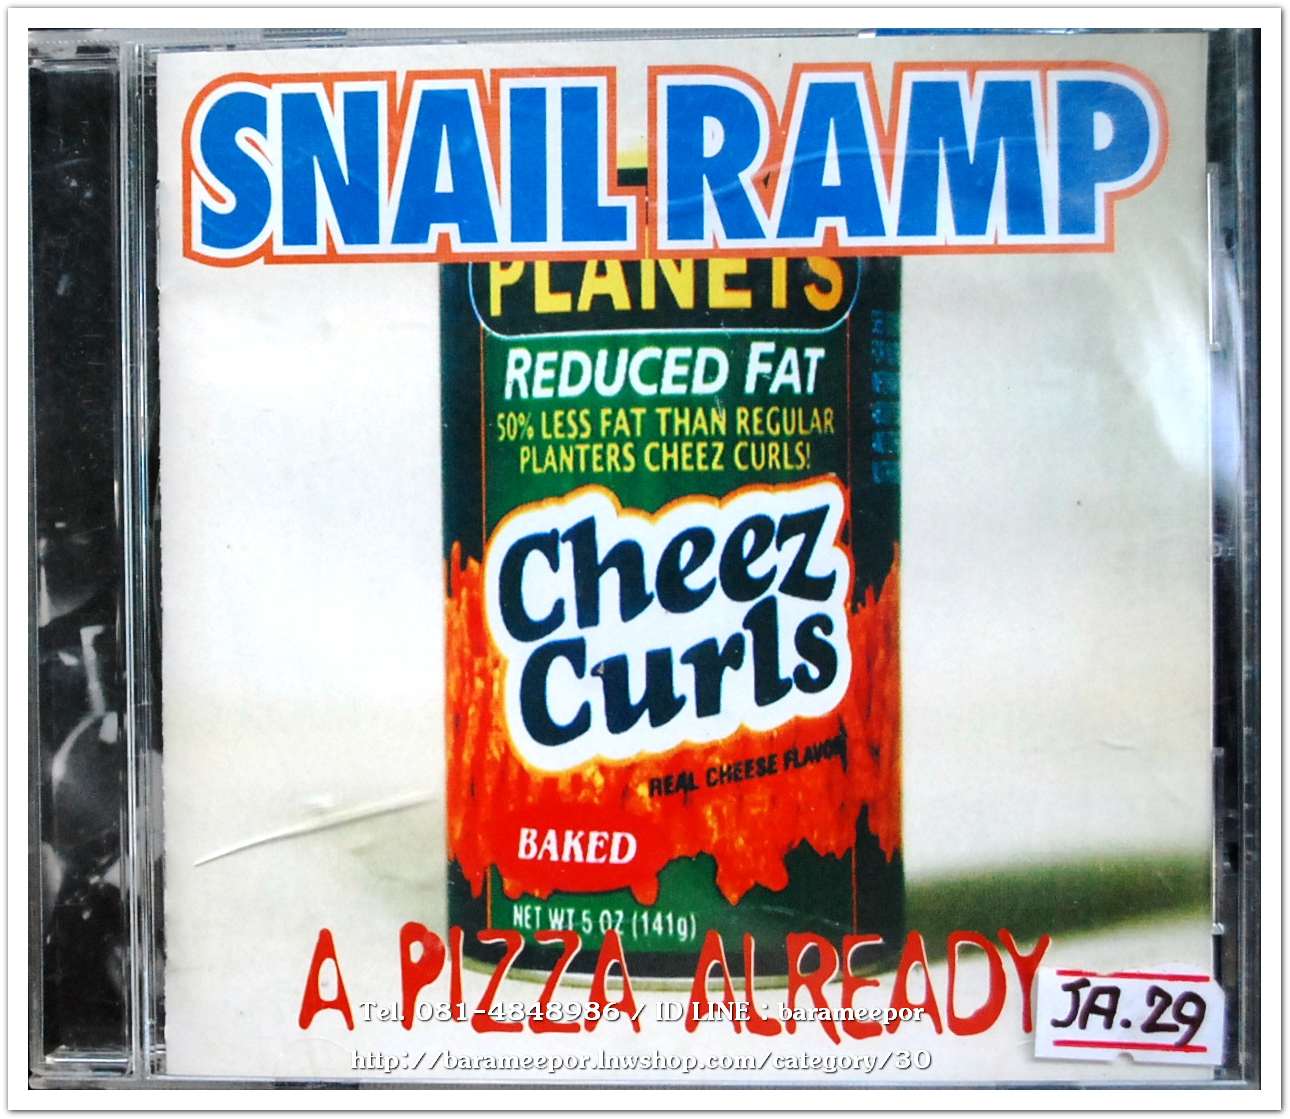 SNAIL RAMP
PLANETS
REDUCED FAT
50% LESS FAT THAN REGULAR
PLANTERS CHEEZ CURLS!
Cheez
Curls
REAL CHEESE FLAVOR
BAKED
NET WT 5 OZ (141g)
A PIZZA ALREADY
JA.29
Tel. 081-4848986 / ID LINE : barameepor
http://barameepor.lnwshop.com/category/30